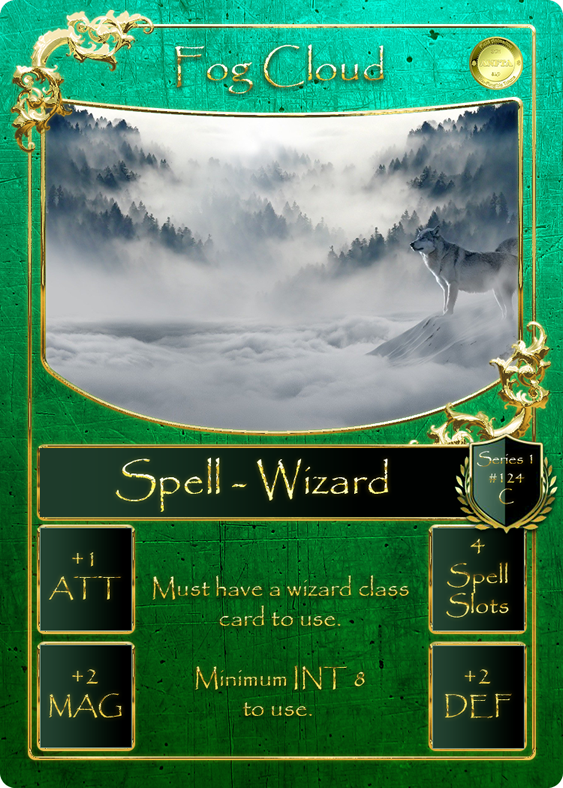 Fog Cloud
Spell - Wizard
Series 1
#124
C
+1
ATT
Must have a wizard class
card to use.
4
Spell
Slots
+2
MAG
Minimum INT 8
to use.
+2
DEF